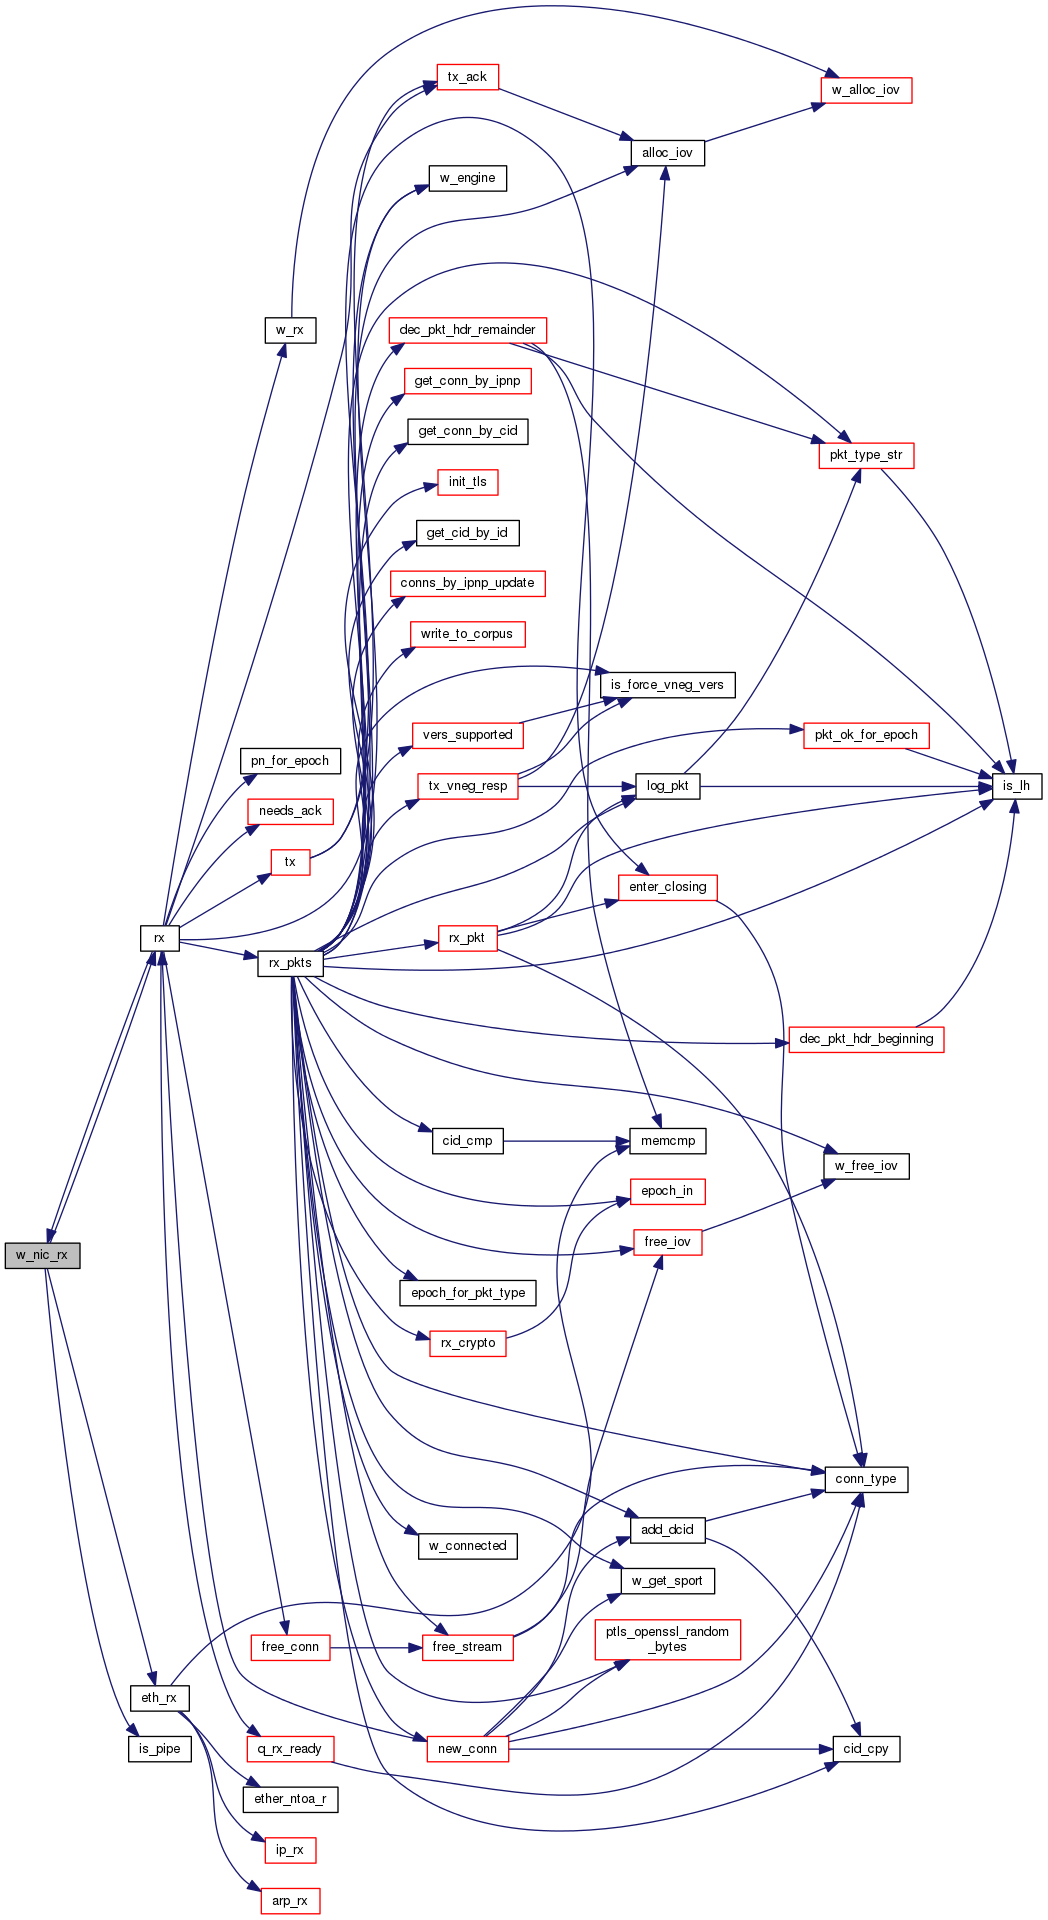 tx_ack
w_alloc_iov
alloc_iov
w_engine
w_rx
dec_pkt_hdr_remainder
get_conn_by_ipnp
get_conn_by_cid
pkt_type_str
init_tls
get_cid_by_id
conns_by_ipnp_update
write_to_corpus
is_force_vneg_vers
vers_supported
pkt_ok_for_epoch
pn_for_epoch
tx_vneg_resp
log_pkt
is_lh
needs_ack
tx
enter_closing
rx
rx_pkt
rx_pkts
dec_pkt_hdr_beginning
cid_cmp
memcmp
w_free_iov
epoch_in
free_iov
w_nic_rx
epoch_for_pkt_type
rx_crypto
conn_type
add_dcid
w_connected
w_get_sport
ptls_openssl_random
_bytes
free_conn
free_stream
eth_rx
is_pipe
q_rx_ready
new_conn
cid_cpy
ether_ntoa_r
ip_rx
arp_rx